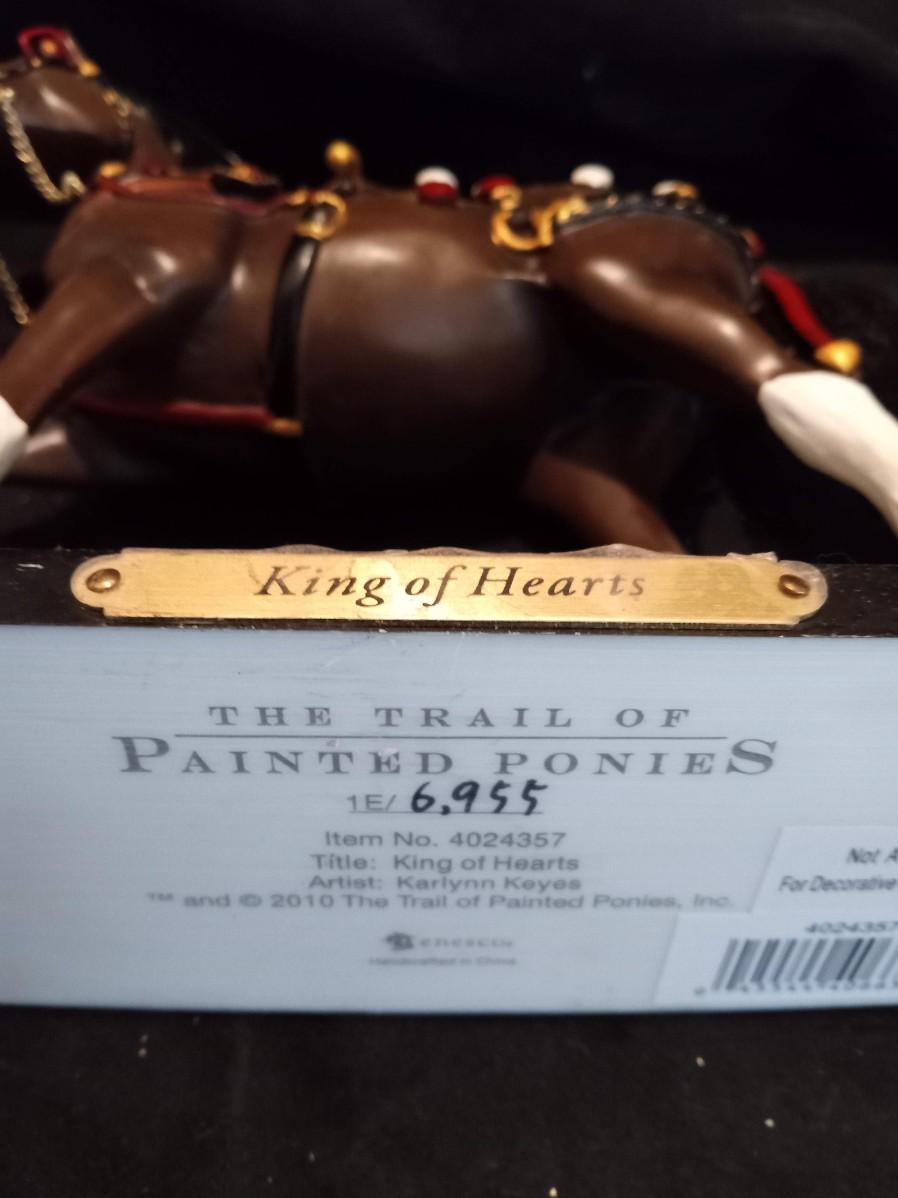 King of Hearts
THE TRAIL OF
PAINTED PONIES
1E/ 6,955
Item No. 4024357
Title: King of Hearts
Artist: Karlynn Keyes
™ and © 2010 The Trail of Painted Ponies, Inc.
enesco
Handcrafted in China
Not A
For Decorative
4024357